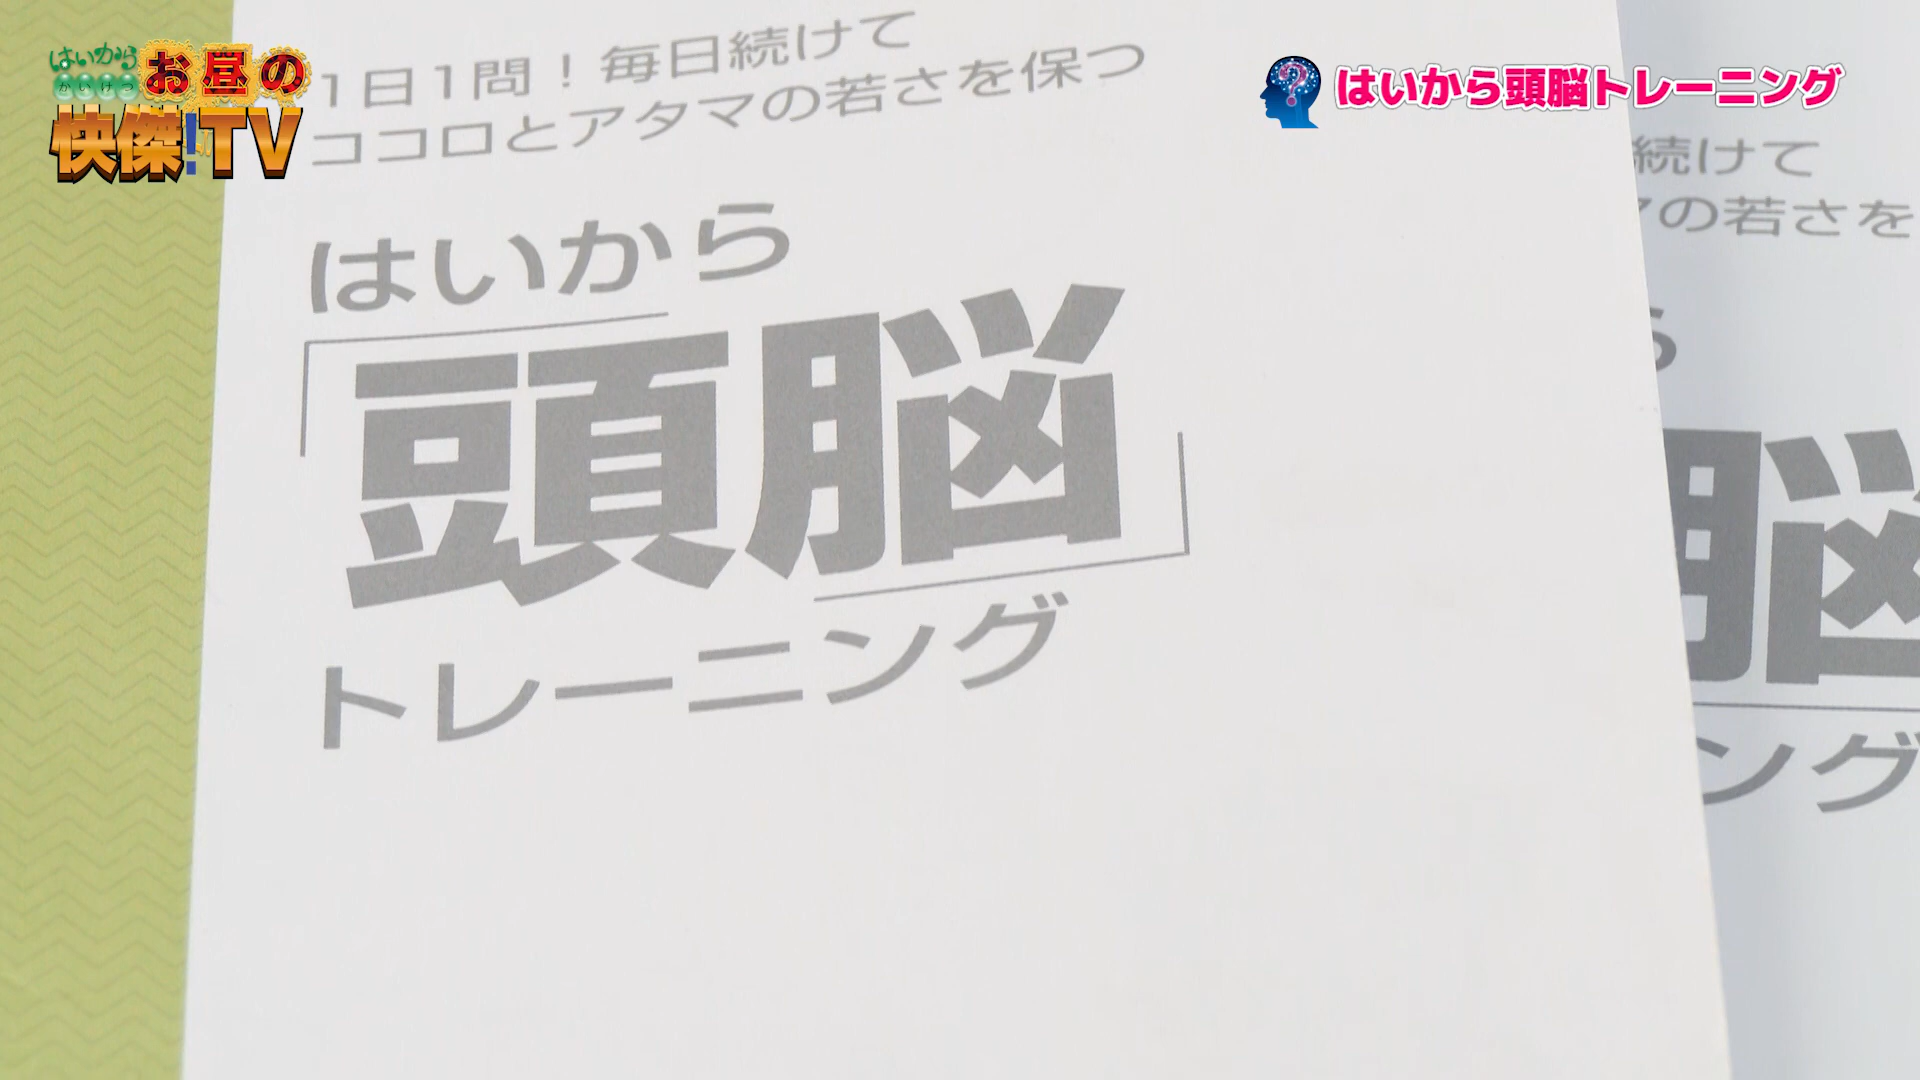 はいから
かいけつ
お昼の
快傑!TV
はいから頭脳トレーニング
1日1問！毎日続けて
ココロとアタマの若さを保つ
はいから
「頭脳」
トレーニング
続けて
の若さを
ら
脳
ング